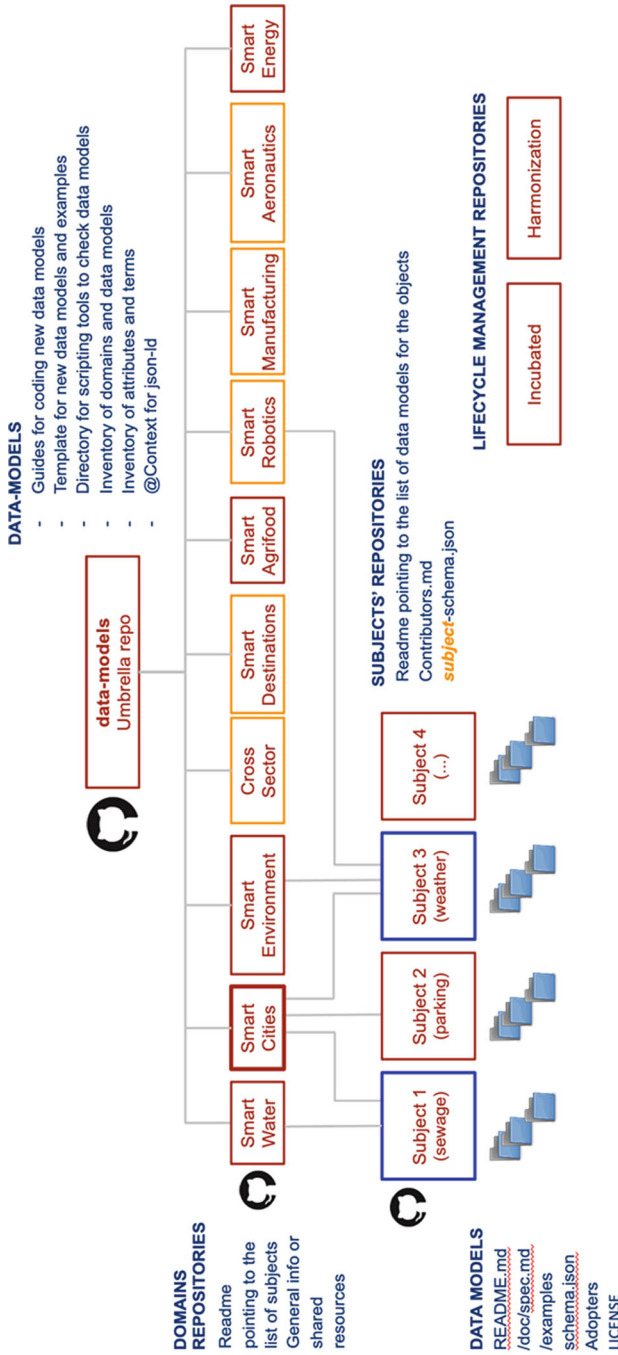 DATA-MODELS
- Guides for coding new data models
- Template for new data models and examples
- Directory for scripting tools to check data models
- Inventory of domains and data models
- Inventory of attributes and terms
- @Context for json-ld
data-models
Umbrella repo
DOMAINS
REPOSITORIES
Readme
pointing to the
list of subjects
General info or
shared
resources
Smart
Water
Smart
Cities
Smart
Environment
Cross
Sector
Smart
Destinations
Smart
Agrifood
Smart
Robotics
Smart
Manufacturing
Smart
Aeronautics
Smart
Energy
Subject 1
(sewage)
Subject 2
(parking)
Subject 3
(weather)
Subject 4
(...)
SUBJECTS' REPOSITORIES
Readme pointing to the list of data models for the objects
Contributors.md
subject-schema.json
DATA MODELS
README.md
/doc/spec.md
/examples
schema.json
Adopters
LICENSE
LIFECYCLE MANAGEMENT REPOSITORIES
Incubated
Harmonization